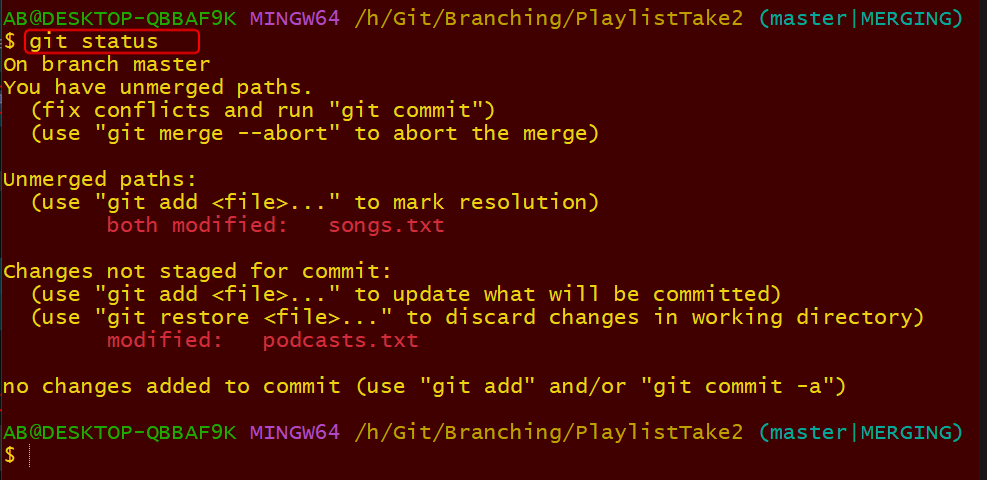 AB@DESKTOP-QBBAF9K MINGW64 /h/Git/Branching/PlaylistTake2 (master|MERGING)
$ git status
On branch master
You have unmerged paths.
  (fix conflicts and run "git commit")
  (use "git merge --abort" to abort the merge)

Unmerged paths:
  (use "git add <file>..." to mark resolution)
        both modified:   songs.txt

Changes not staged for commit:
  (use "git add <file>..." to update what will be committed)
  (use "git restore <file>..." to discard changes in working directory)
        modified:   podcasts.txt

no changes added to commit (use "git add" and/or "git commit -a")

AB@DESKTOP-QBBAF9K MINGW64 /h/Git/Branching/PlaylistTake2 (master|MERGING)
$